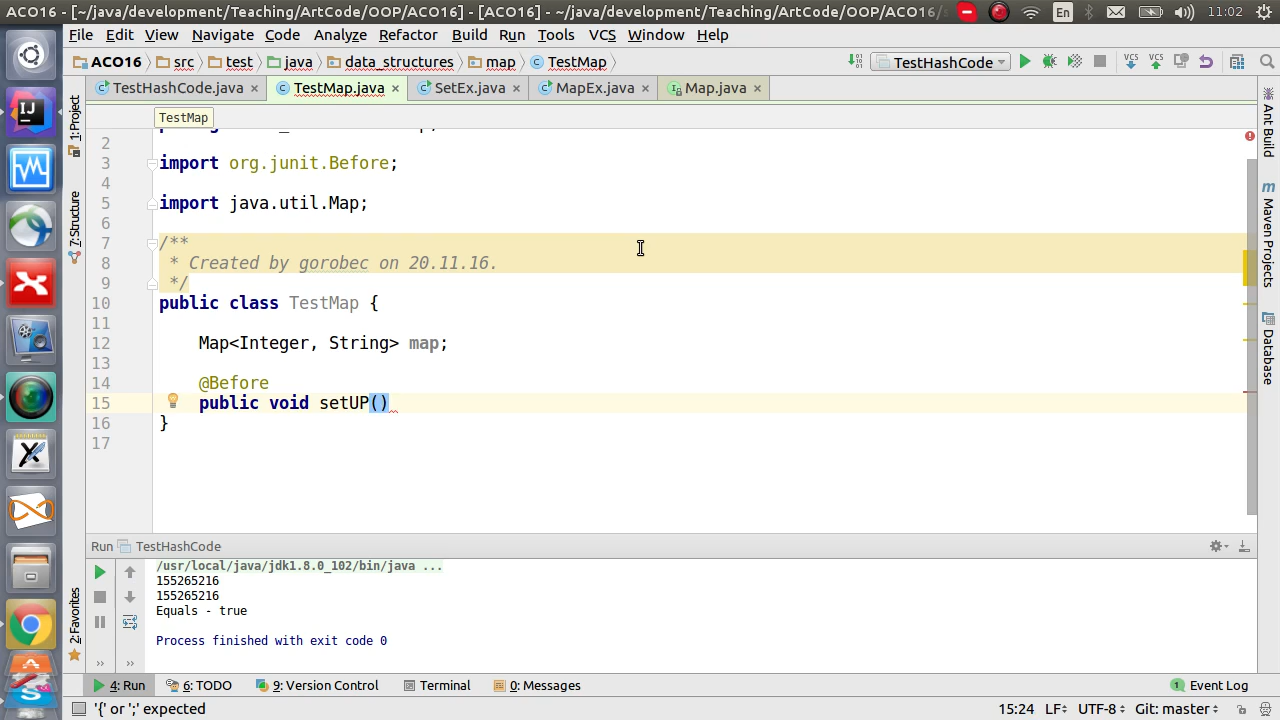 ACO16 - [~/java/development/Teaching/ArtCode/OOP/ACO16] - [ACO16] - ~/java/development/Teaching/ArtCode/OOP/ACO16/s
En
11:02
File Edit View Navigate Code Analyze Refactor Build Run Tools VCS Window Help
ACO16 src test java data_structures map TestMap
TestHashCode
VCS VCS
TestHashCode.java TestMap.java SetEx.java MapEx.java Map.java
TestMap
2
3 import org.junit.Before;
4
5 import java.util.Map;
6
7 /**
8 * Created by gorobec on 20.11.16.
9 */
10 public class TestMap {
11
12 Map<Integer, String> map;
13
14 @Before
15 public void setUP()
16 }
17
1: Project
7: Structure
2: Favorites
Ant Build
Maven Projects
Database
Run TestHashCode
/usr/local/java/jdk1.8.0_102/bin/java ...
155265216
155265216
Equals - true
Process finished with exit code 0
4: Run 6: TODO 9: Version Control Terminal 0: Messages 1 Event Log
'{' or ';' expected 15:24 LF UTF-8 Git: master